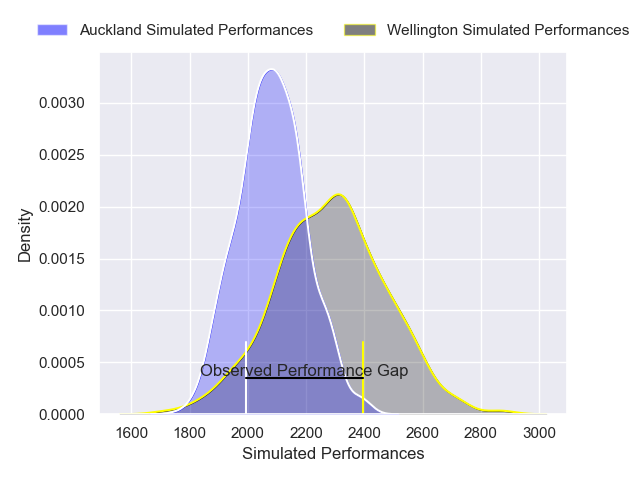 Auckland Simulated Performances
Wellington Simulated Performances
Density
0.0030
0.0025
0.0020
0.0015
0.0010
0.0005
0.0000
Observed Performance Gap
1600 1800 2000 2200 2400 2600 2800 3000
Simulated Performances